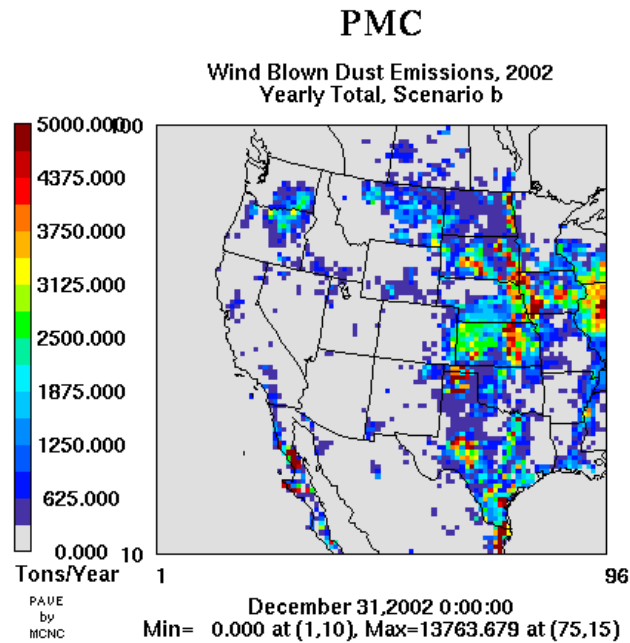 PMC
Wind Blown Dust Emissions, 2002
Yearly Total, Scenario b
5000.000
100
4375.000
3750.000
3125.000
2500.000
1875.000
1250.000
625.000
0.000
10
Tons/Year
1
96
PAVE
by
MCNC
December 31,2002 0:00:00
Min= 0.000 at (1,10), Max=13763.679 at (75,15)